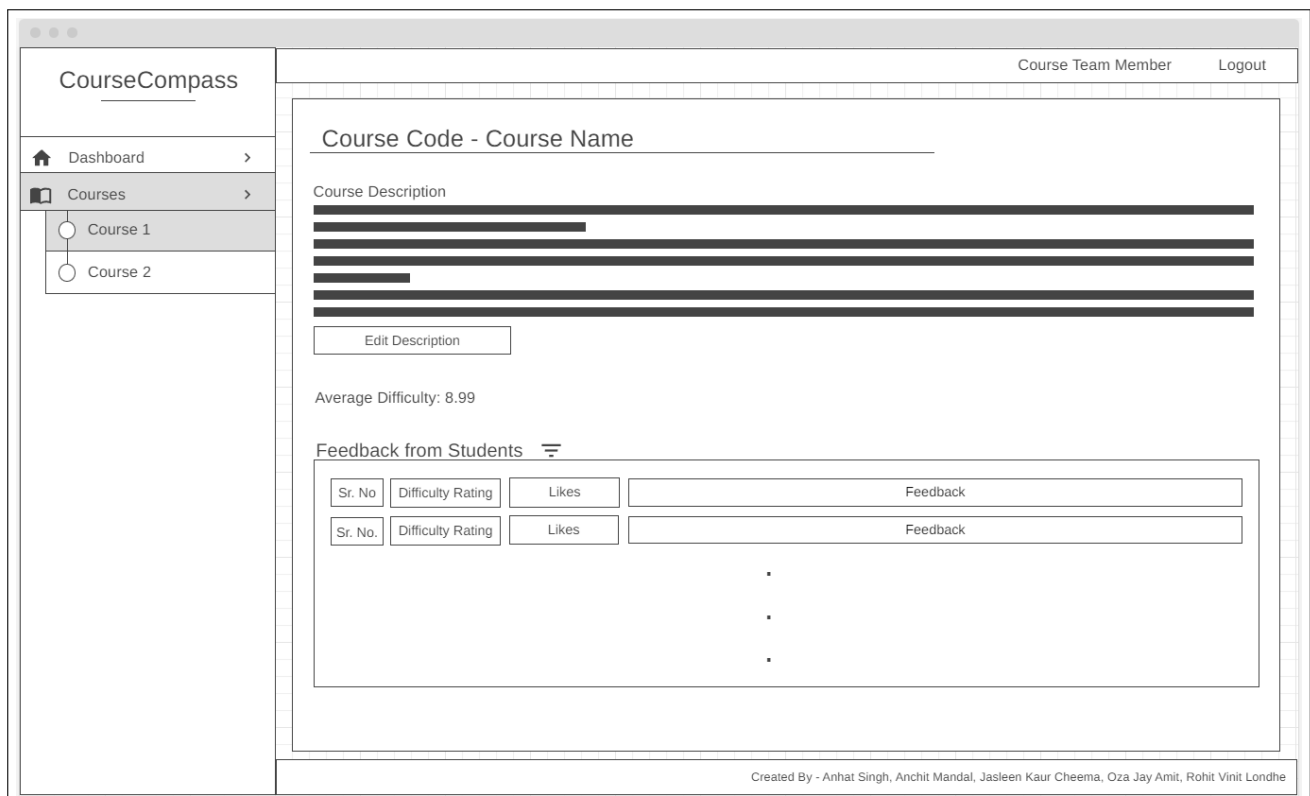 CourseCompass
Course Team Member Logout
Dashboard
Courses
Course 1
Course 2
Course Code - Course Name
Course Description
Edit Description
Average Difficulty: 8.99
Feedback from Students
Sr. No Difficulty Rating Likes Feedback
Sr. No. Difficulty Rating Likes Feedback
Created By - Anhat Singh, Anchit Mandal, Jasleen Kaur Cheema, Oza Jay Amit, Rohit Vinit Londhe